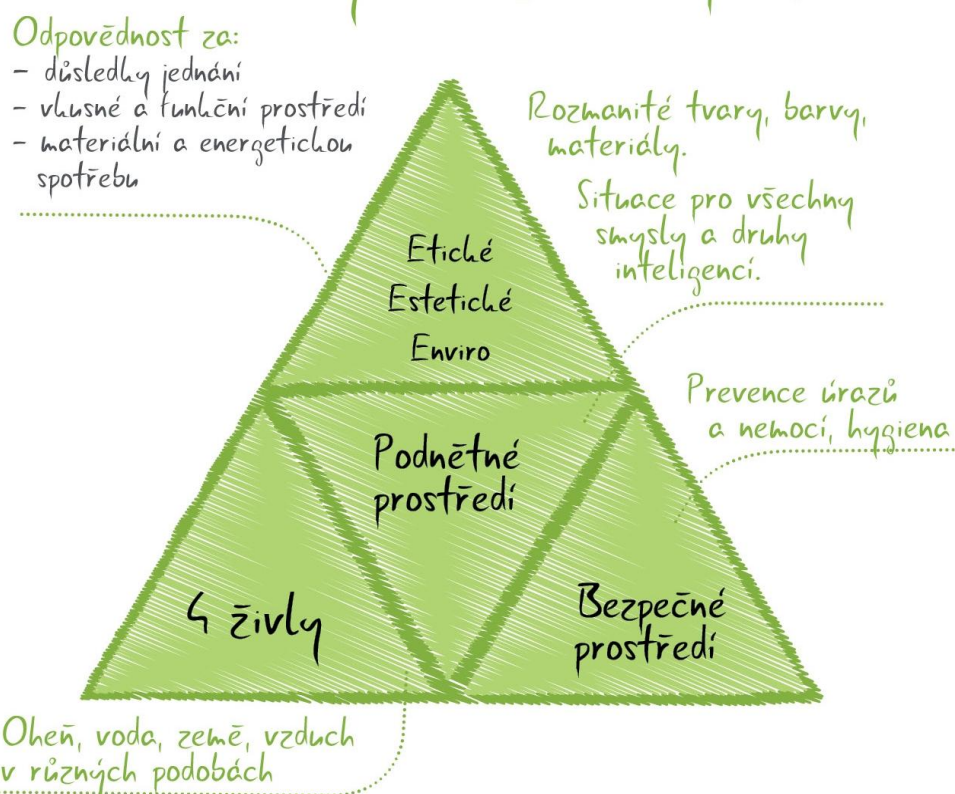 Odpovědnost za:
- důsledky jednání
- vkusné a funkční prostředí
- materiální a energetickou
spotřebu
Rozmanité tvary, barvy,
materiály.
Situace pro všechny
smysly a druhy
inteligencí.
Etické
Estetické
Enviro
Prevence úrazů
a nemocí, hygiena
Podnětné
prostředí
4 živly
Bezpečné
prostředí
Oheň, voda, země, vzduch
v různých podobách